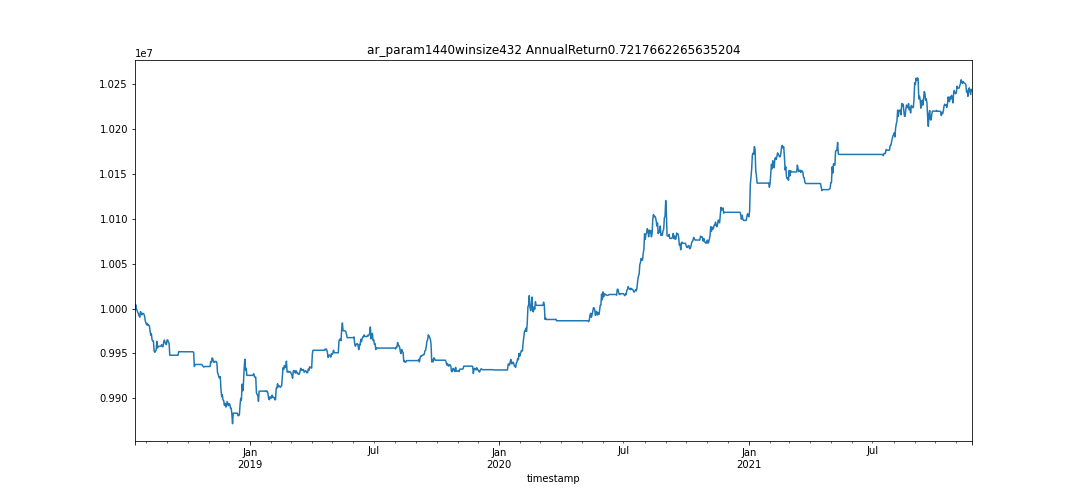 ar_param1440winsize432 AnnualReturn0.7217662265635204
1e7
1.025
1.020
1.015
1.010
1.005
1.000
0.995
0.990
Jan Jul Jan Jul Jan Jul
2019 2020 2021
timestamp